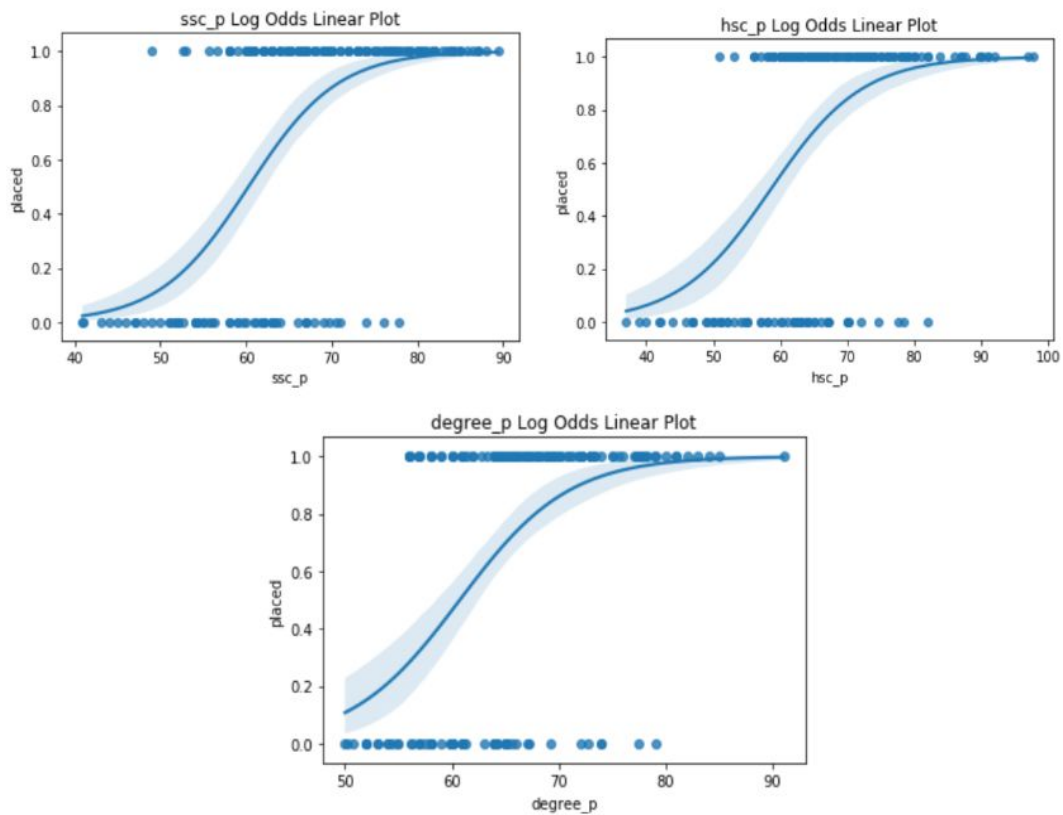 ssc_p Log Odds Linear Plot
1.0
0.8
0.6
0.4
0.2
0.0
placed
40 50 60 70 80 90
ssc_p
hsc_p Log Odds Linear Plot
1.0
0.8
0.6
0.4
0.2
0.0
placed
40 50 60 70 80 90 100
hsc_p
degree_p Log Odds Linear Plot
1.0
0.8
0.6
0.4
0.2
0.0
placed
50 60 70 80 90
degree_p